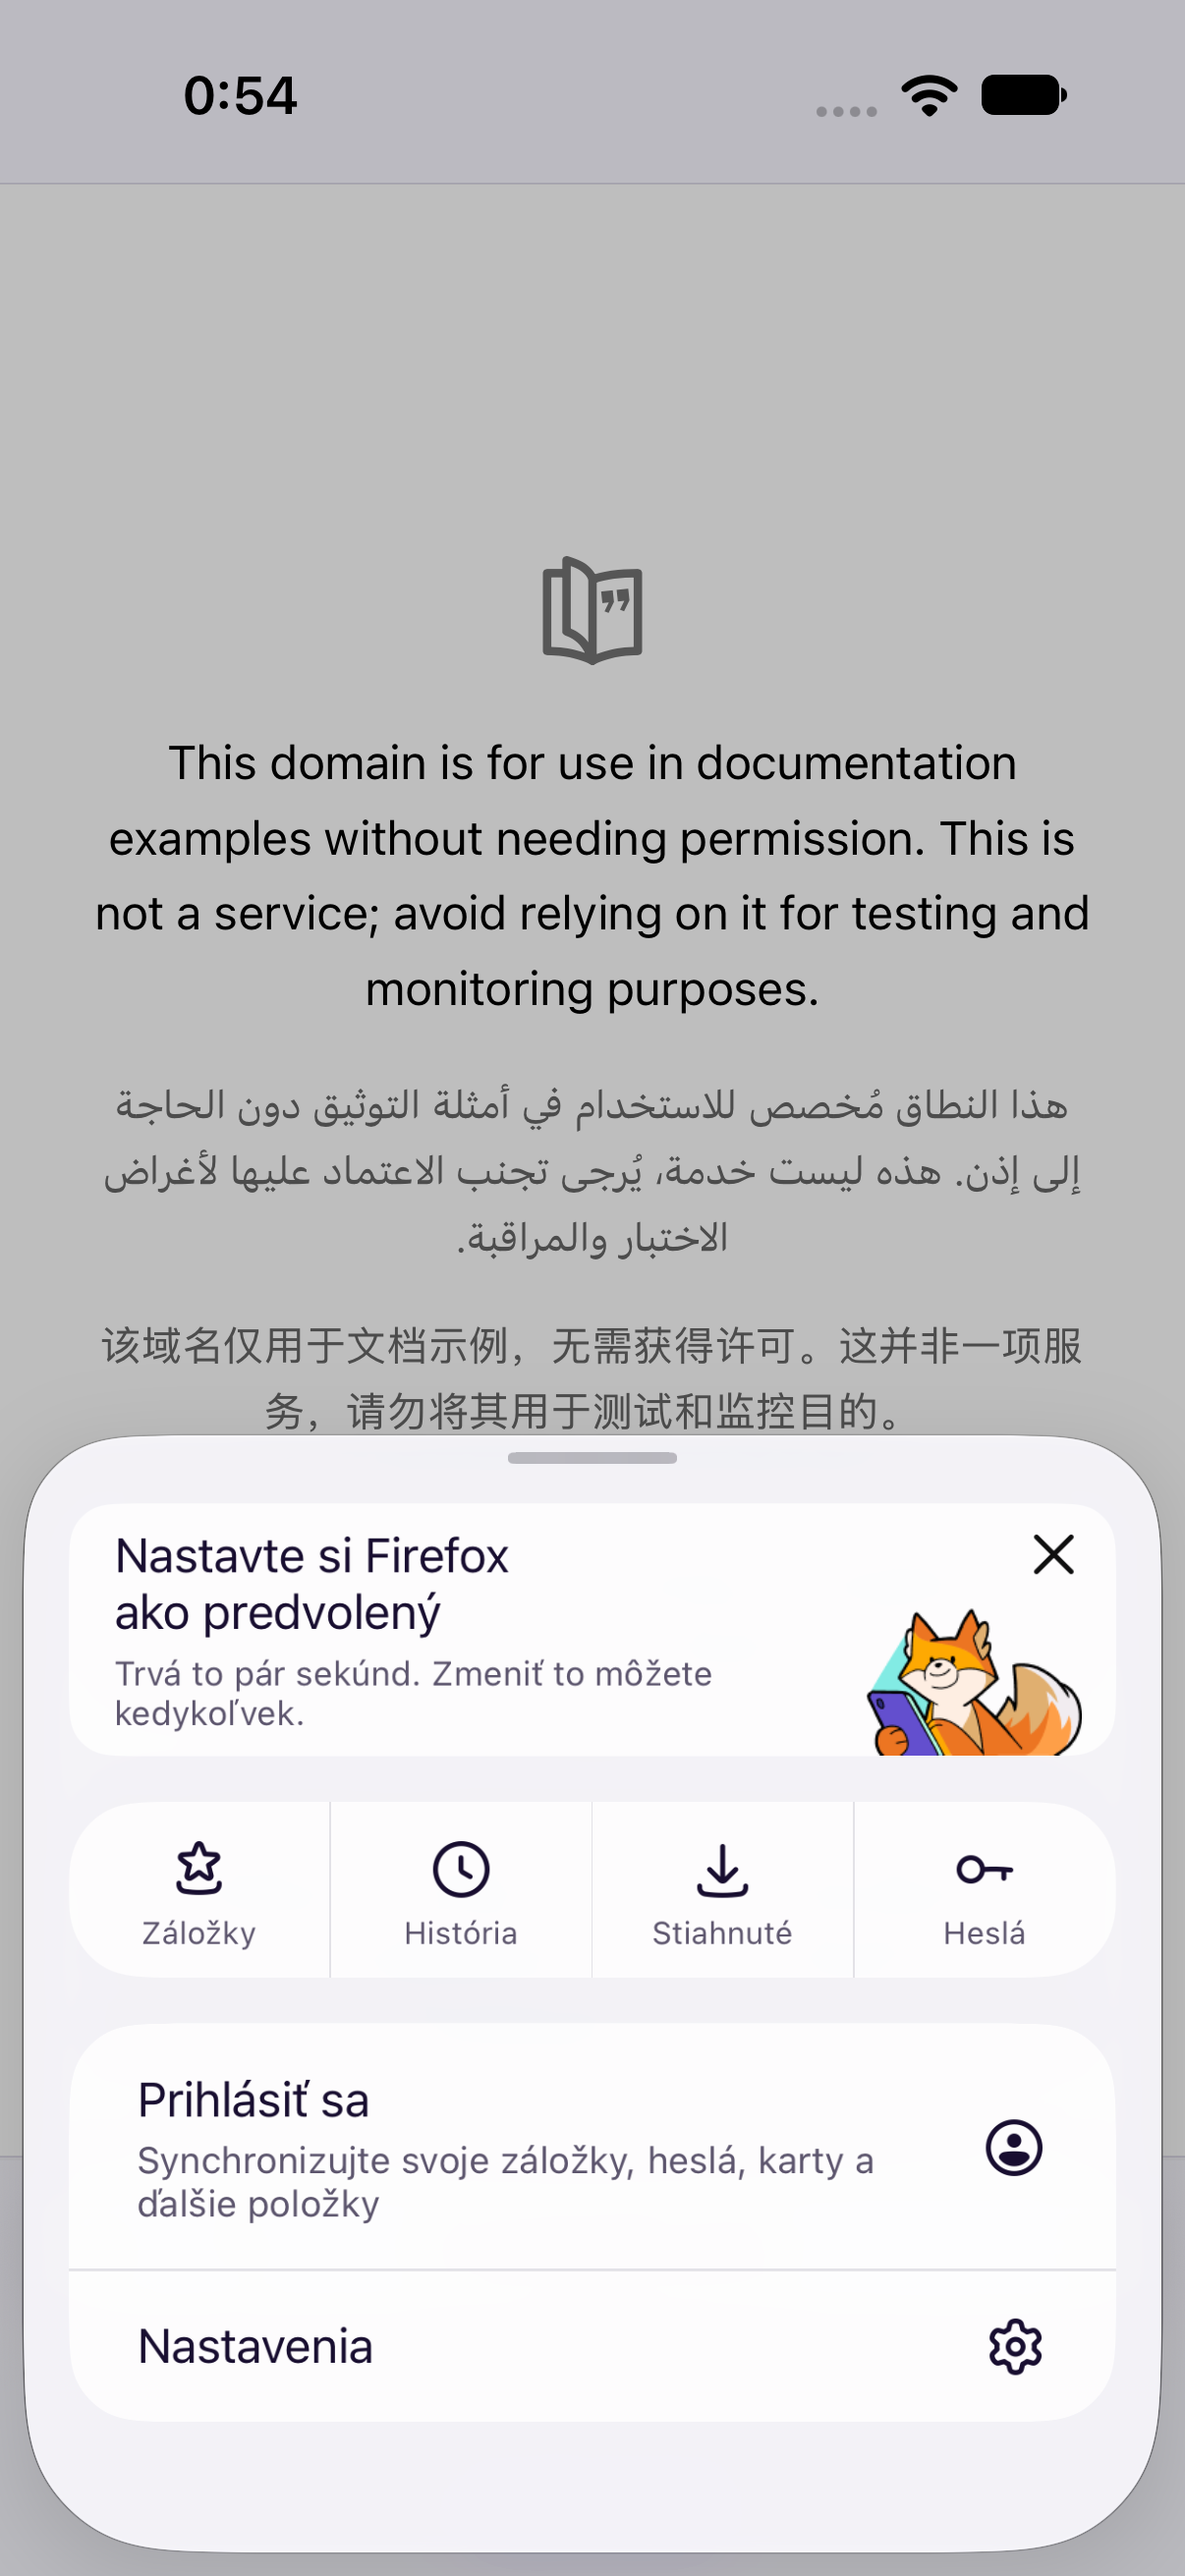 0:54
This domain is for use in documentation
examples without needing permission. This is
not a service; avoid relying on it for testing and
monitoring purposes.
هذا النطاق مُخصص للاستخدام في أمثلة التوثيق دون الحاجة
إلى إذن. هذه ليست خدمة، يُرجى تجنب الاعتماد عليها لأغراض
الاختبار والمراقبة.
该域名仅用于文档示例，无需获得许可。这并非一项服
务，请勿将其用于测试和监控目的。
Nastavte si Firefox
ako predvolený
Trvá to pár sekúnd. Zmeniť to môžete
kedykoľvek.
Záložky
História
Stiahnuté
Heslá
Prihlásiť sa
Synchronizujte svoje záložky, heslá, karty a
ďalšie položky
Nastavenia